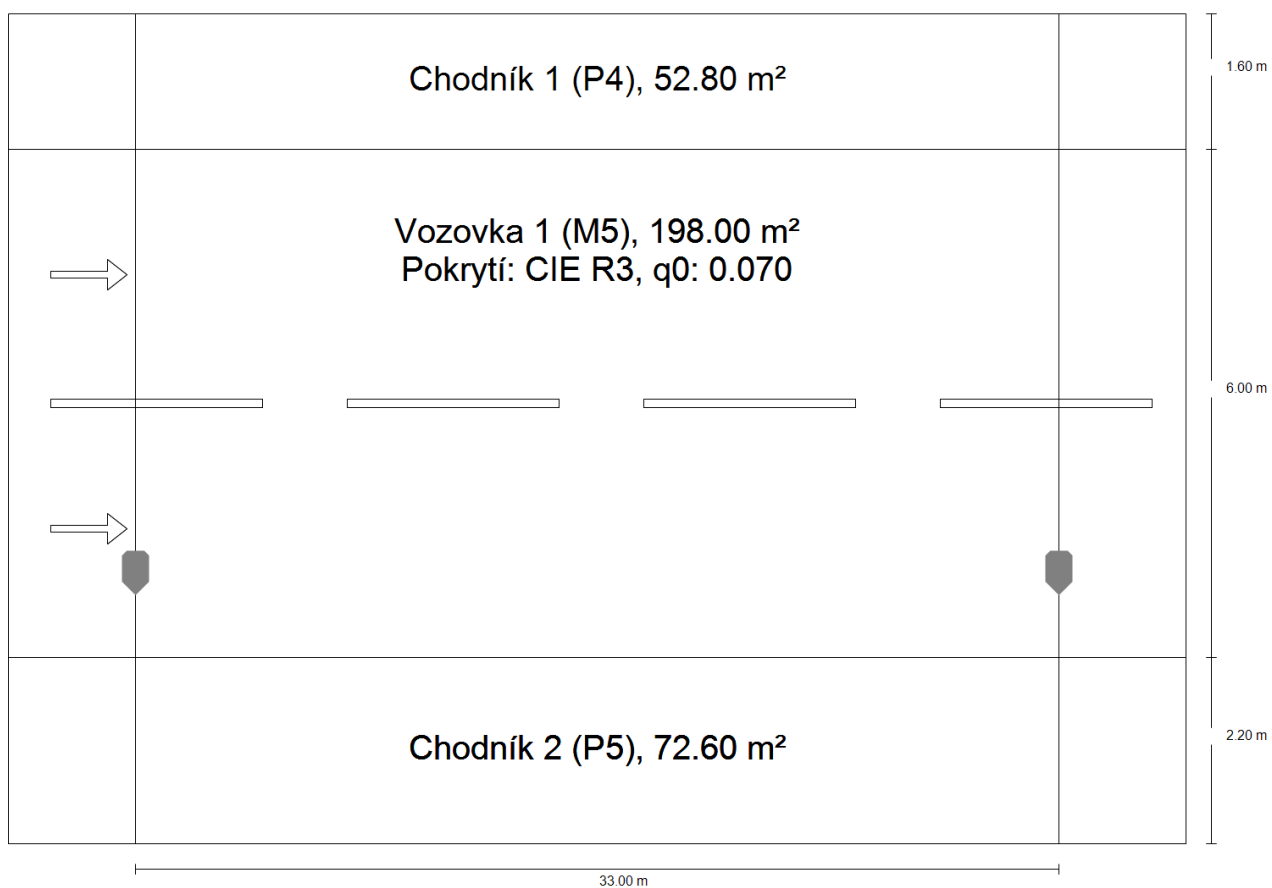 Chodník 1 (P4), 52.80 m²
1.60 m
Vozovka 1 (M5), 198.00 m²
Pokrytí: CIE R3, q0: 0.070
6.00 m
Chodník 2 (P5), 72.60 m²
2.20 m
33.00 m